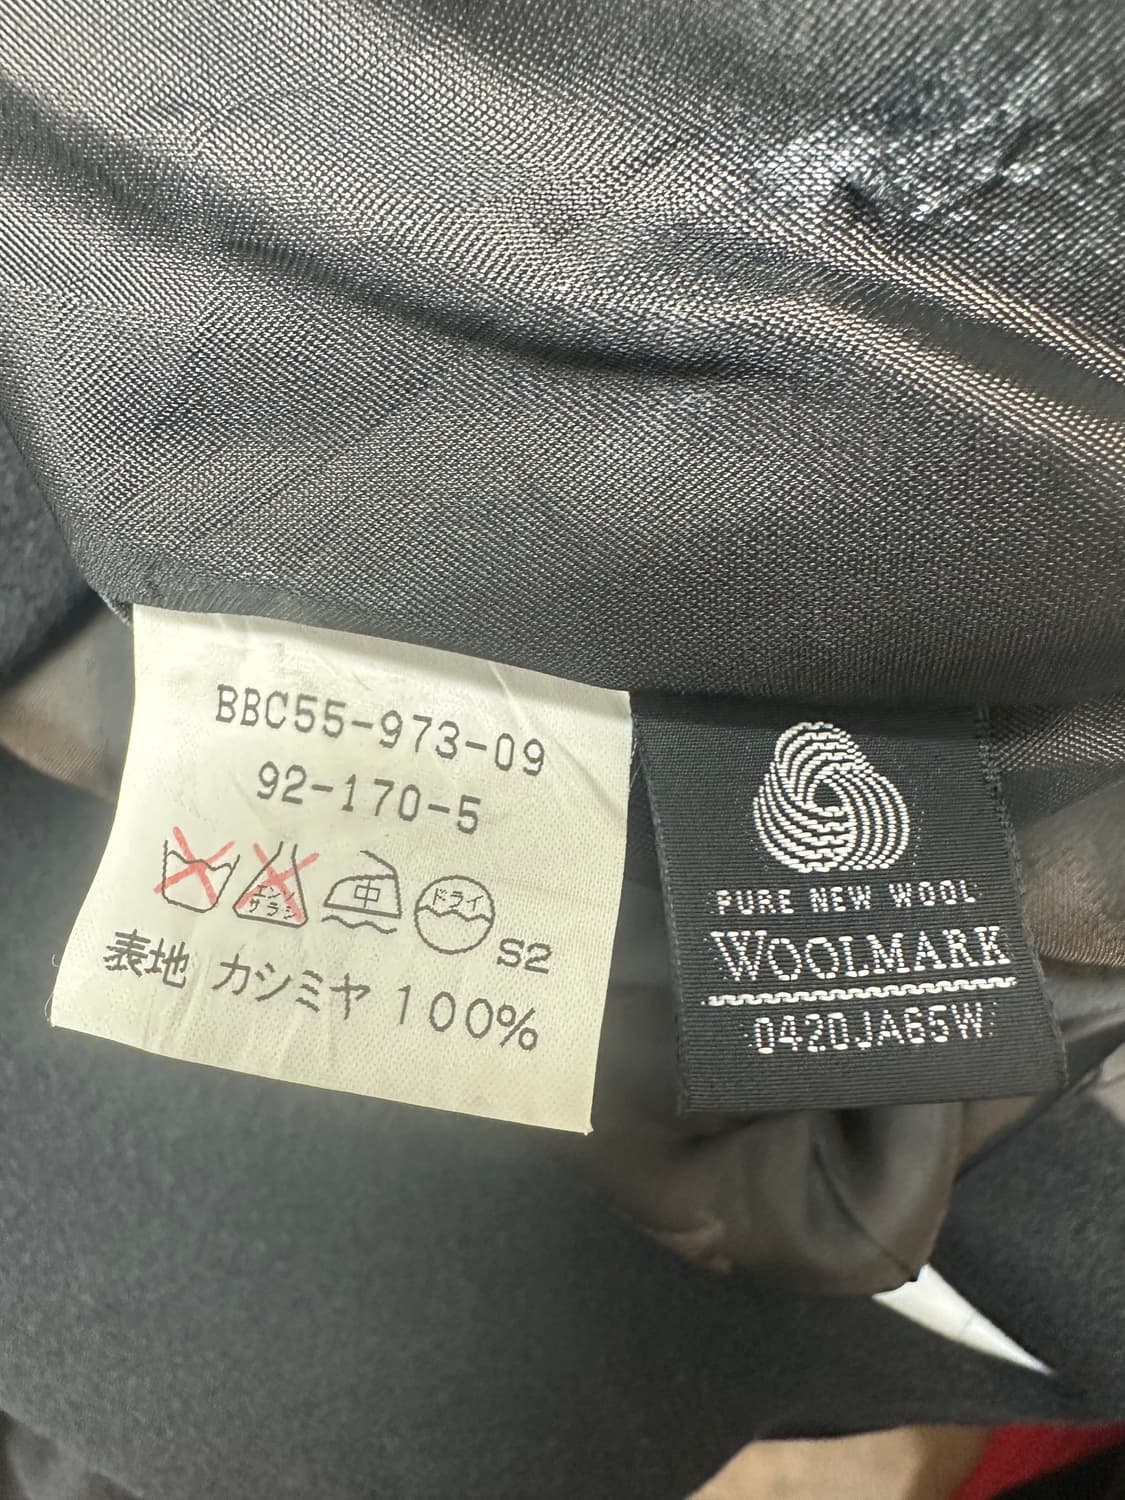 BBC55-973-09
92-170-5
エンソ
サラシ
中
ドライ
S2
表地 カシミヤ 100%
PURE NEW WOOL
WOOLMARK
0420JA65W